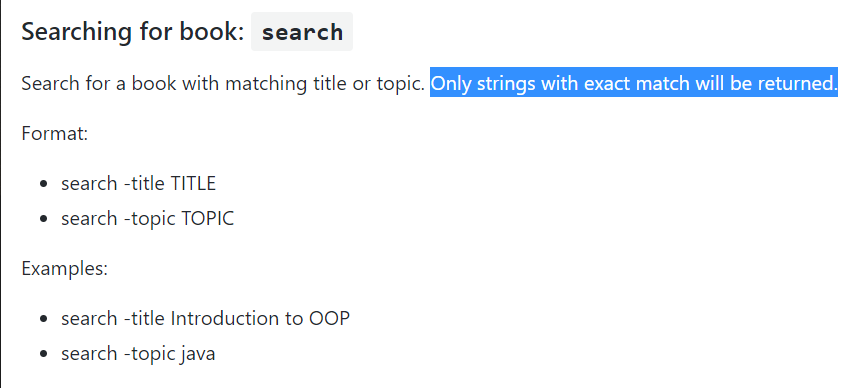 Searching for book: search
Search for a book with matching title or topic. Only strings with exact match will be returned.
Format:
search -title TITLE
search -topic TOPIC
Examples:
search -title Introduction to OOP
search -topic java